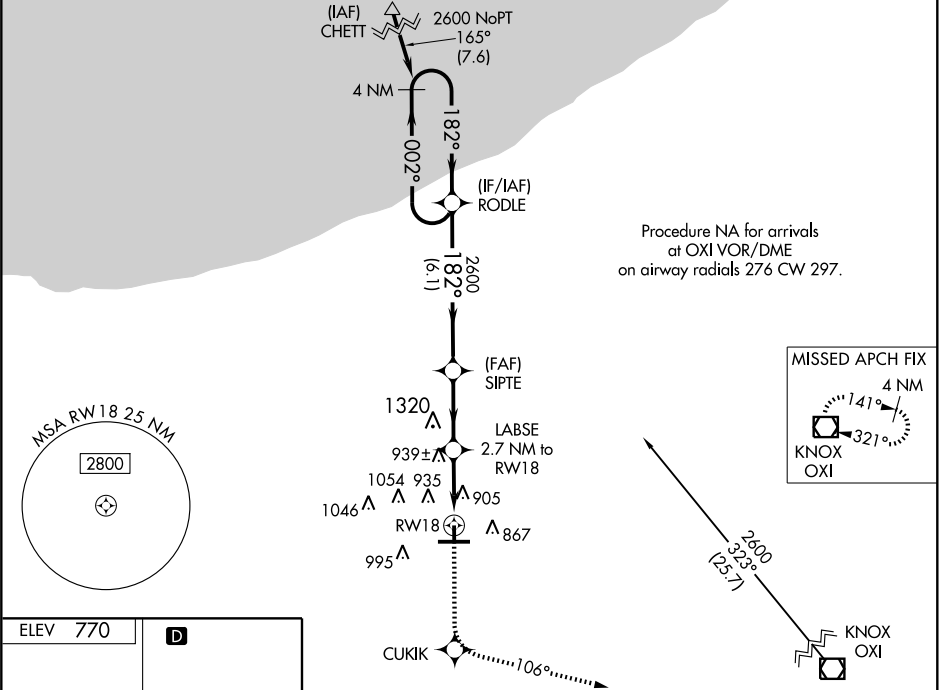 (IAF)
CHETT
2600 NoPT
165°
(7.6)
4 NM
182°
002°
(IF/IAF)
RODLE
Procedure NA for arrivals
at OXI VOR/DME
on airway radials 276 CW 297.
2600
182°
(6.1)
(FAF)
SIPTE
MISSED APCH FIX
4 NM
141°
321°
KNOX
OXI
1320
MSA RW18 25 NM
2800
LABSE
2.7 NM to
RW18
939±
1054 935
905
1046
RW18
867
995
2600
323°
(25.7)
ELEV 770
D
CUKIK
106°
KNOX
OXI